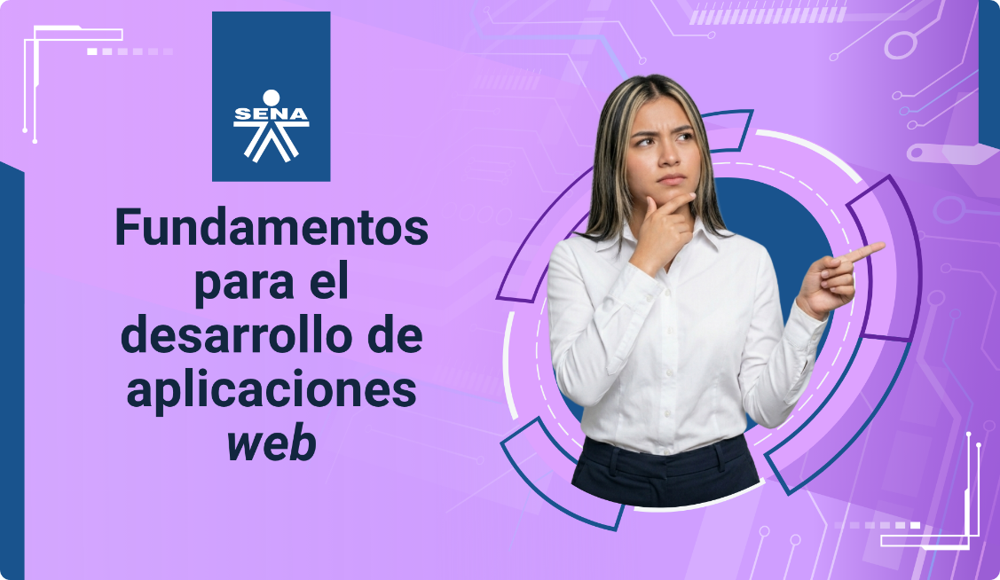 SENA
Fundamentos
para el
desarrollo de
aplicaciones
web